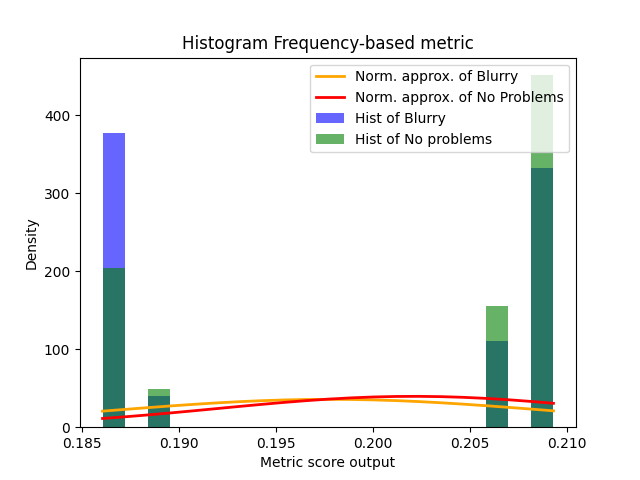 Histogram Frequency-based metric
Norm. approx. of Blurry
Norm. approx. of No Problems
Hist of Blurry
Hist of No problems
Density
400
300
200
100
0
0.185 0.190 0.195 0.200 0.205 0.210
Metric score output